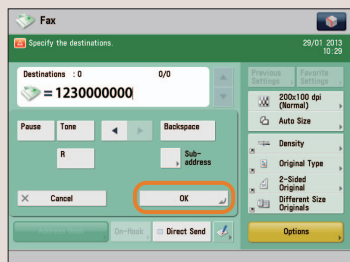 Fax
Specify the destinations.
29/01 2013
10:29
Destinations : 0 0/0
=1230000000
Previous Settings
Favorite Settings
200x100 dpi
(Normal)
Auto Size
Pause Tone Backspace
R Sub-address
Density
Original Type
2-Sided
Original
Different Size
Originals
Cancel OK
Address Book On-Hook Direct Send
Options